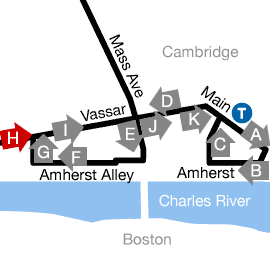 Mass Ave
Cambridge
Vassar
Main
T
D
K
A
H
I
E
J
C
G
F
B
Amherst Alley
Amherst
Charles River
Boston